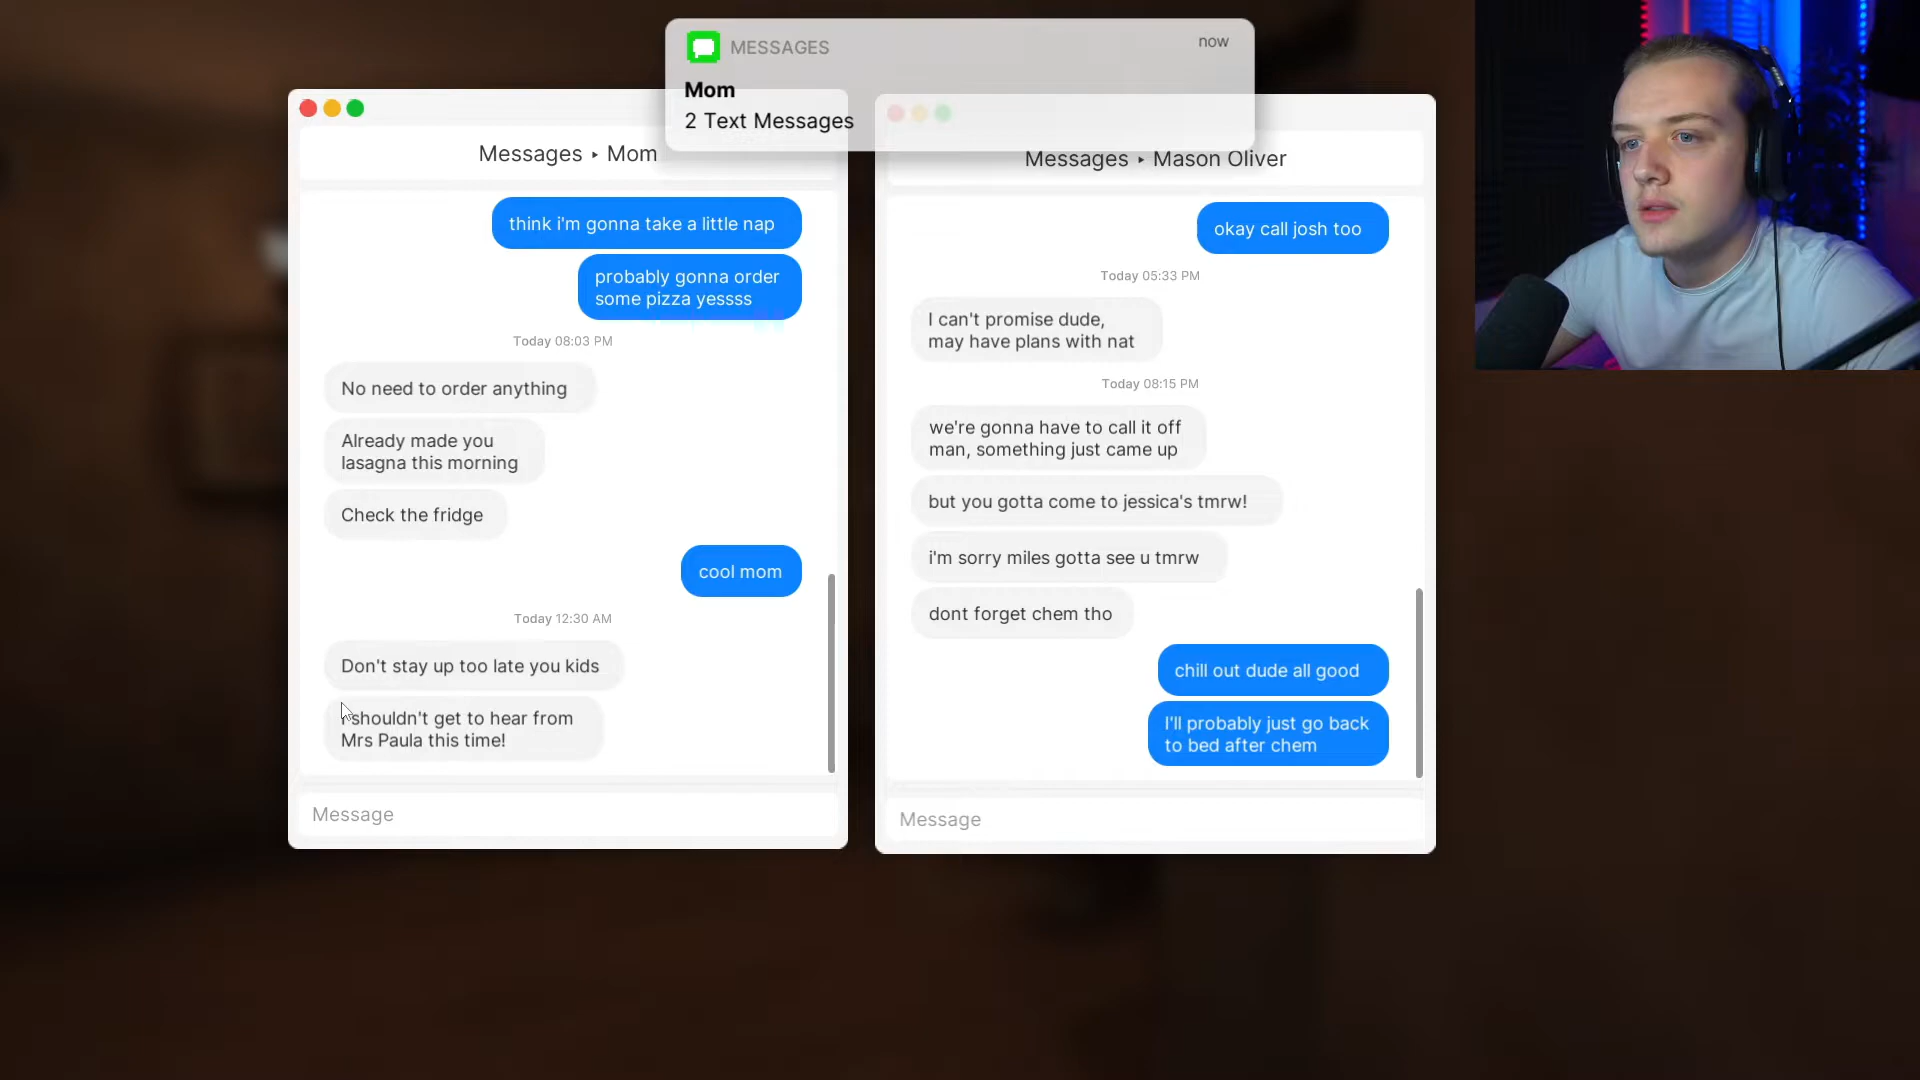 MESSAGES
now
Mom
2 Text Messages
Messages ▸ Mom
think i'm gonna take a little nap
probably gonna order
some pizza yessss
Today 08:03 PM
No need to order anything
Already made you
lasagna this morning
Check the fridge
cool mom
Today 12:30 AM
Don't stay up too late you kids
I shouldn't get to hear from
Mrs Paula this time!
Message
Messages ▸ Mason Oliver
okay call josh too
Today 05:33 PM
I can't promise dude,
may have plans with nat
Today 08:15 PM
we're gonna have to call it off
man, something just came up
but you gotta come to jessica's tmrw!
i'm sorry miles gotta see u tmrw
dont forget chem tho
chill out dude all good
I'll probably just go back
to bed after chem
Message